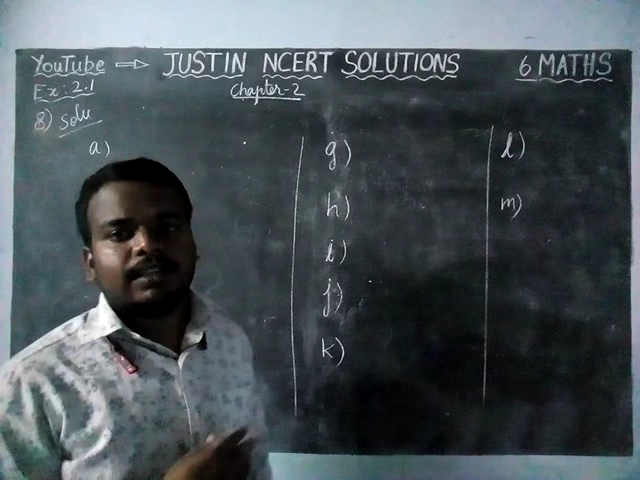 YouTube ⇒ JUSTIN NCERT SOLUTIONS 6 MATHS
Ex: 2.1 Chapter-2
8) Solu
a)
g)
h)
i)
j)
k)
l)
m)